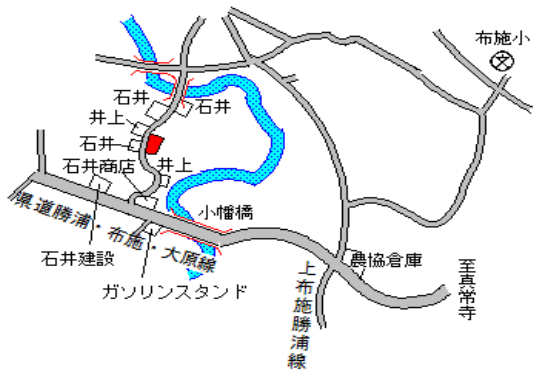 布施小
文
石井
石井
井上
石井
石井商店
井上
小幡橋
県道勝浦・布施・大原線
石井建設
ガソリンスタンド
農協倉庫
上布施勝浦線
至真常寺